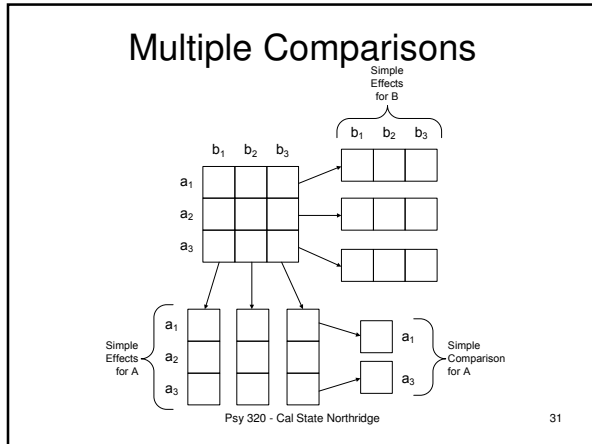 Multiple Comparisons
Simple
Effects
for B
b₁ b₂ b₃
b₁ b₂ b₃
a₁
a₂
a₃
Simple
Effects
for A
a₁
a₂
a₃
a₁
a₃
Simple
Comparison
for A
Psy 320 - Cal State Northridge
31